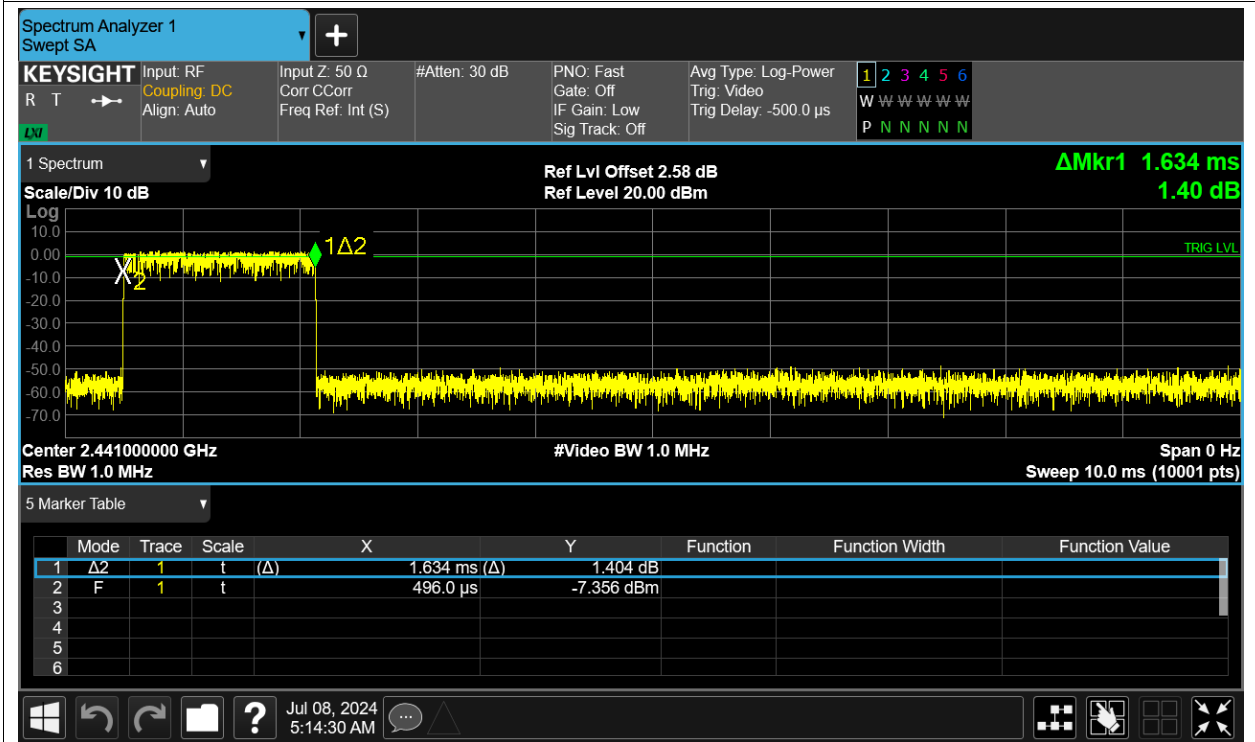 Spectrum Analyzer 1
Swept SA
KEYSIGHT
R T
LXI
Input: RF
Coupling: DC
Align: Auto
Input Z: 50 Ω
Corr CCorr
Freq Ref: Int (S)
#Atten: 30 dB
PNO: Fast
Gate: Off
IF Gain: Low
Sig Track: Off
Avg Type: Log-Power
Trig: Video
Trig Delay: -500.0 µs
1 2 3 4 5 6
W W W W W W
P N N N N N
1 Spectrum
Scale/Div 10 dB
Ref Lvl Offset 2.58 dB
Ref Level 20.00 dBm
ΔMkr1 1.634 ms
1.40 dB
Log
10.0
0.00
-10.0
-20.0
-30.0
-40.0
-50.0
-60.0
-70.0
1Δ2
2
TRIG LVL
Center 2.441000000 GHz
Res BW 1.0 MHz
#Video BW 1.0 MHz
Span 0 Hz
Sweep 10.0 ms (10001 pts)
5 Marker Table
Mode Trace Scale X Y Function Function Width Function Value
1 Δ2 1 t (Δ) 1.634 ms (Δ) 1.404 dB
2 F 1 t 496.0 µs -7.356 dBm
3
4
5
6
?
Jul 08, 2024
5:14:30 AM